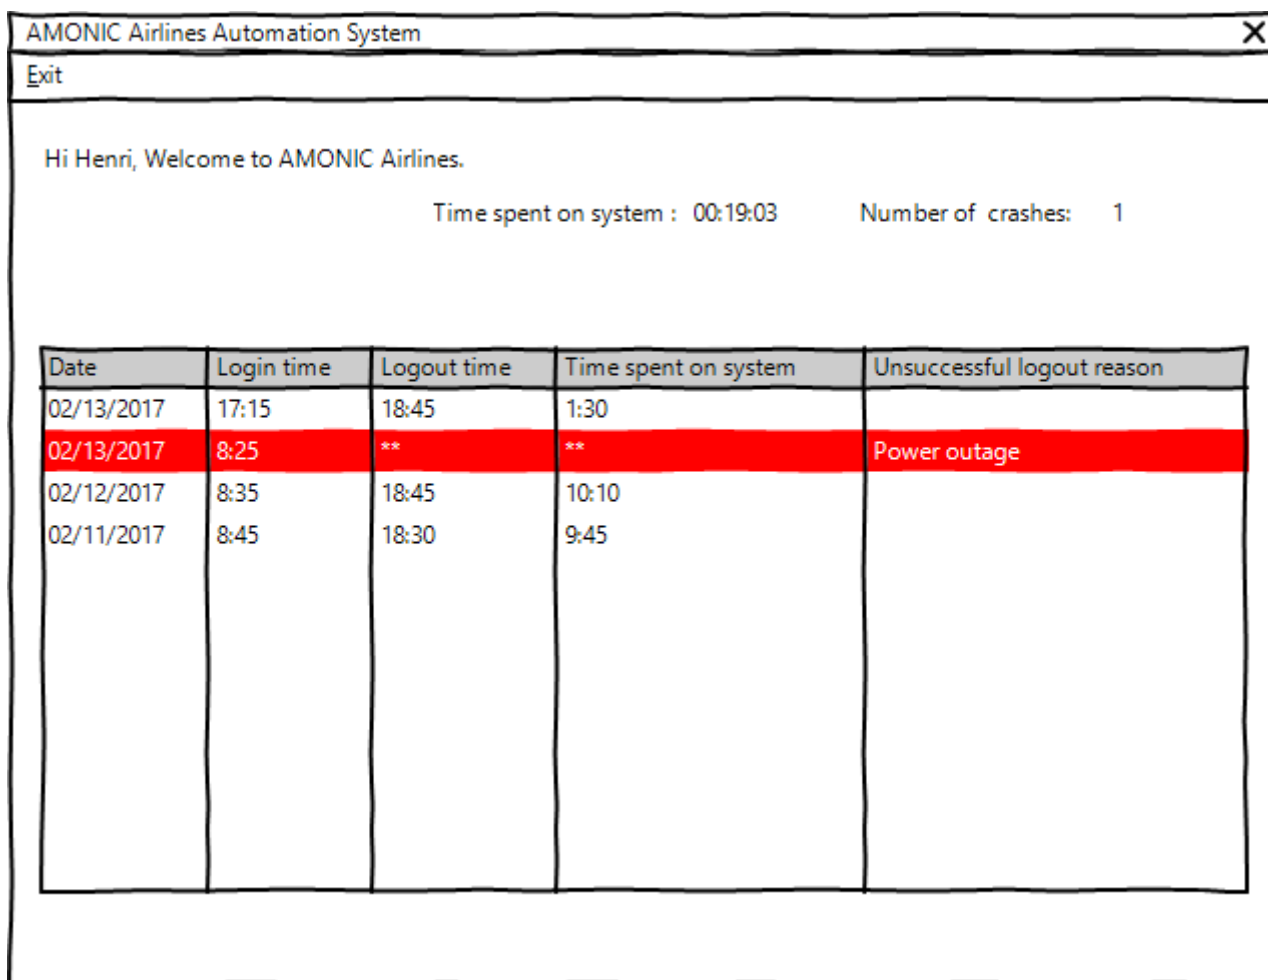 AMONIC Airlines Automation System
Exit
Hi Henri, Welcome to AMONIC Airlines.
Time spent on system : 00:19:03 Number of crashes: 1
Date Login time Logout time Time spent on system Unsuccessful logout reason
02/13/2017 17:15 18:45 1:30
02/13/2017 8:25 ** ** Power outage
02/12/2017 8:35 18:45 10:10
02/11/2017 8:45 18:30 9:45